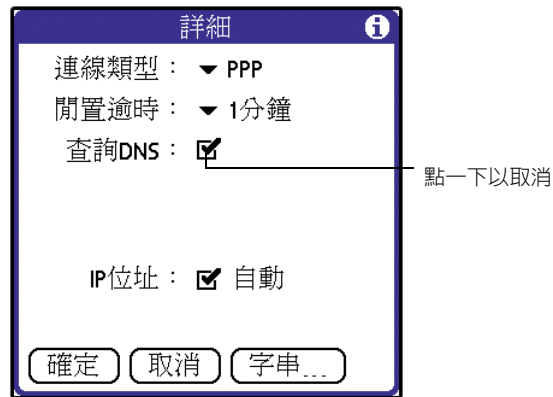 詳細
連線類型： PPP
閒置逾時： 1分鐘
查詢DNS：
點一下以取消
IP位址： 自動
確定 取消 字串...